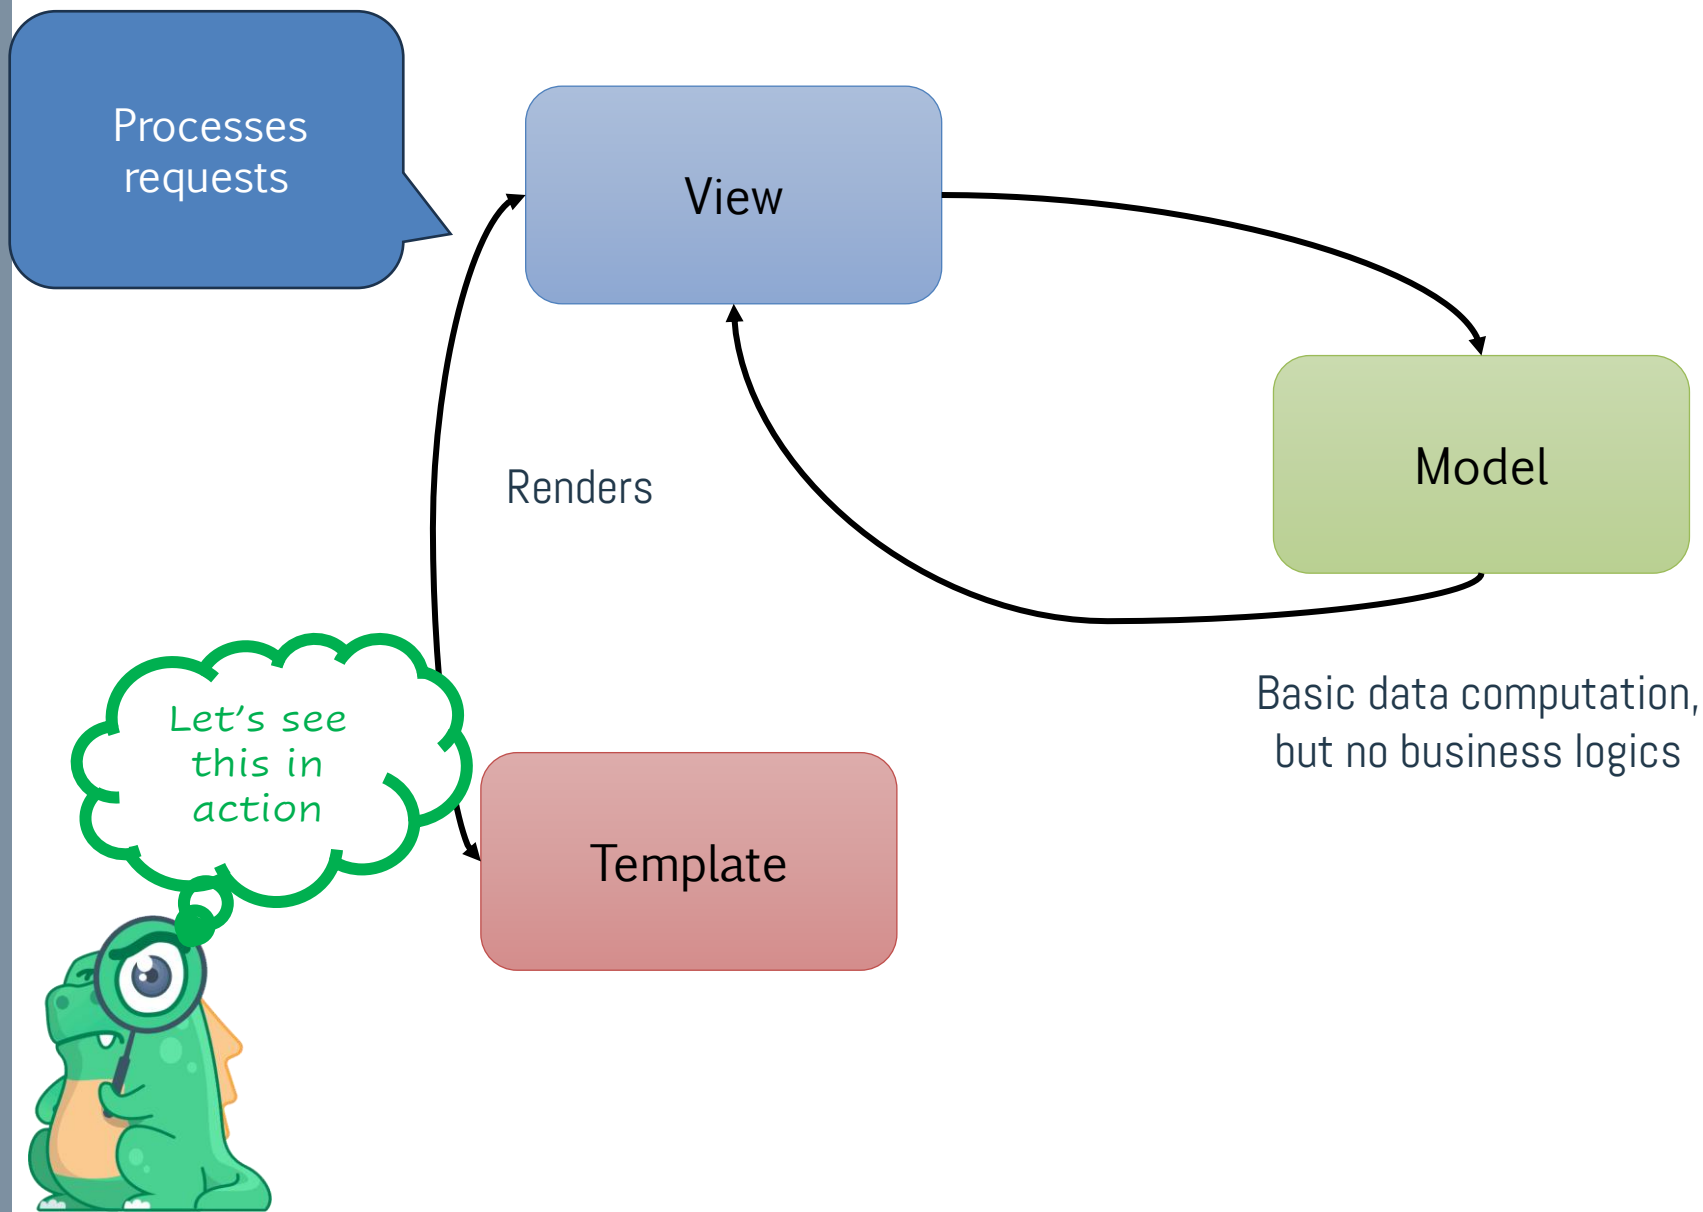 Processes
requests
View
Model
Renders
Basic data computation,
but no business logics
Let's see
this in
action
Template